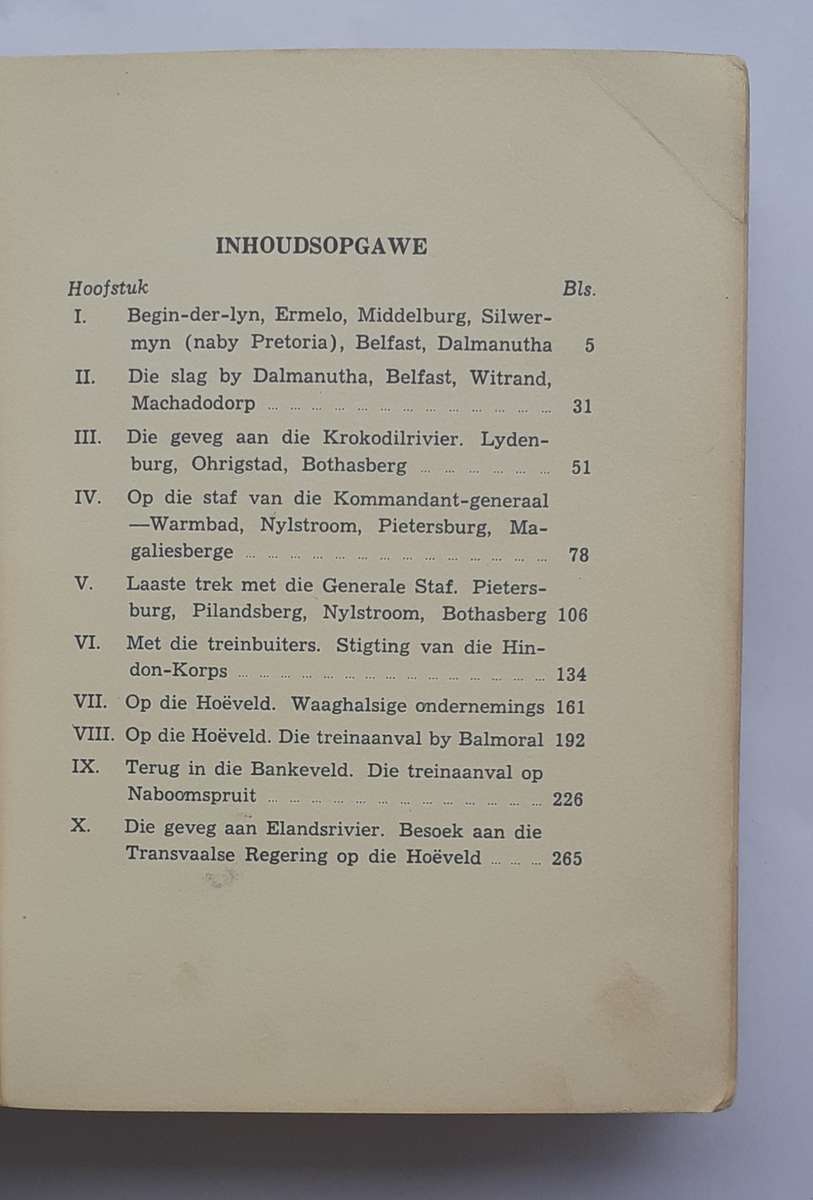 INHOUDSOPGAWE
Hoofstuk Bls.
I. Begin-der-lyn, Ermelo, Middelburg, Silwer-
myn (naby Pretoria), Belfast, Dalmanutha 5
II. Die slag by Dalmanutha, Belfast, Witrand,
Machadodorp ... ... ... ... ... ... ... ... ... ... ... ... ... 31
III. Die geveg aan die Krokodilrivier. Lyden-
burg, Ohrigstad, Bothasberg ... ... ... ... ... ... 51
IV. Op die staf van die Kommandant-generaal
—Warmbad, Nylstroom, Pietersburg, Ma-
galiesberge ... ... ... ... ... ... ... ... ... ... ... ... ... ... 78
V. Laaste trek met die Generale Staf. Pieters-
burg, Pilandsberg, Nylstroom, Bothasberg 106
VI. Met die treinbuiters. Stigting van die Hin-
don-Korps ... ... ... ... ... ... ... ... ... ... ... ... ... ... 134
VII. Op die Hoëveld. Waaghalsige ondernemings 161
VIII. Op die Hoëveld. Die treinaanval by Balmoral 192
IX. Terug in die Bankeveld. Die treinaanval op
Naboomspruit ... ... ... ... ... ... ... ... ... ... ... ... ... 226
X. Die geveg aan Elandsrivier. Besoek aan die
Transvaalse Regering op die Hoëveld ... ... ... 265